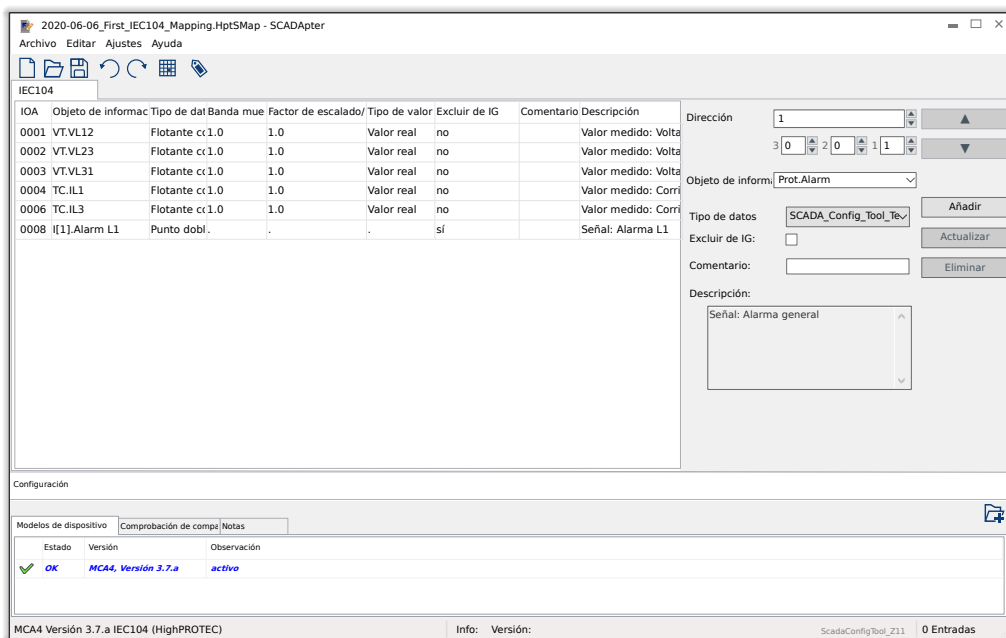 2020-06-06_First_IEC104_Mapping.HptSMap - SCADApter
Archivo Editar Ajustes Ayuda
IEC104
IOA Objeto de informac Tipo de dat Banda mue Factor de escalado/ Tipo de valor Excluir de IG Comentario Descripción
0001 VT.VL12 Flotante co 1.0 1.0 Valor real no Valor medido: Volta
0002 VT.VL23 Flotante co 1.0 1.0 Valor real no Valor medido: Volta
0003 VT.VL31 Flotante co 1.0 1.0 Valor real no Valor medido: Volta
0004 TC.IL1 Flotante co 1.0 1.0 Valor real no Valor medido: Corri
0006 TC.IL3 Flotante co 1.0 1.0 Valor real no Valor medido: Corri
0008 I[1].Alarm L1 Punto dobl . . . sí Señal: Alarma L1
Dirección 1
3 0 2 0 1 1
Objeto de informa Prot.Alarm
Tipo de datos SCADA_Config_Tool_Te
Excluir de IG:
Comentario:
Descripción:
Señal: Alarma general
Añadir
Actualizar
Eliminar
Configuración
Modelos de dispositivo Comprobación de compa Notas
Estado Versión Observación
OK MCA4, Versión 3.7.a activo
MCA4 Versión 3.7.a IEC104 (HighPROTEC) Info: Versión: ScadaConfigTool_Z11 0 Entradas